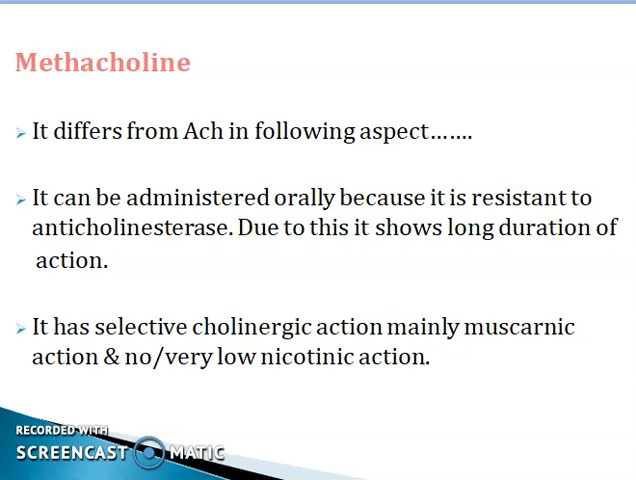 Methacholine
➢ It differs from Ach in following aspect…….
➢ It can be administered orally because it is resistant to
anticholinesterase. Due to this it shows long duration of
action.
➢ It has selective cholinergic action mainly muscarnic
action & no/very low nicotinic action.
RECORDED WITH
SCREENCAST MATIC